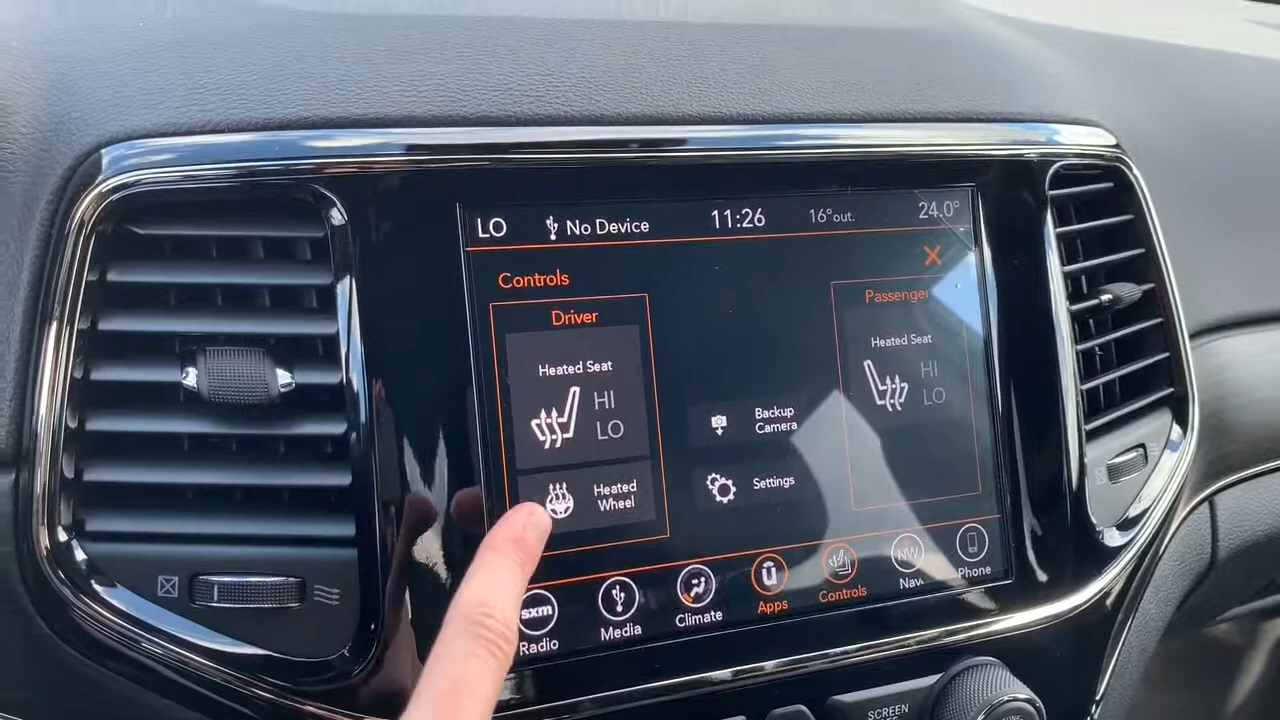 LO
No Device
11:26
16°out.
24.0°
Controls
Driver
Heated Seat
HI
LO
Heated
Wheel
Backup
Camera
Settings
Passenger
Heated Seat
HI
LO
sxm
Radio
Media
Climate
Apps
Controls
NW
Nav
Phone
SCREEN